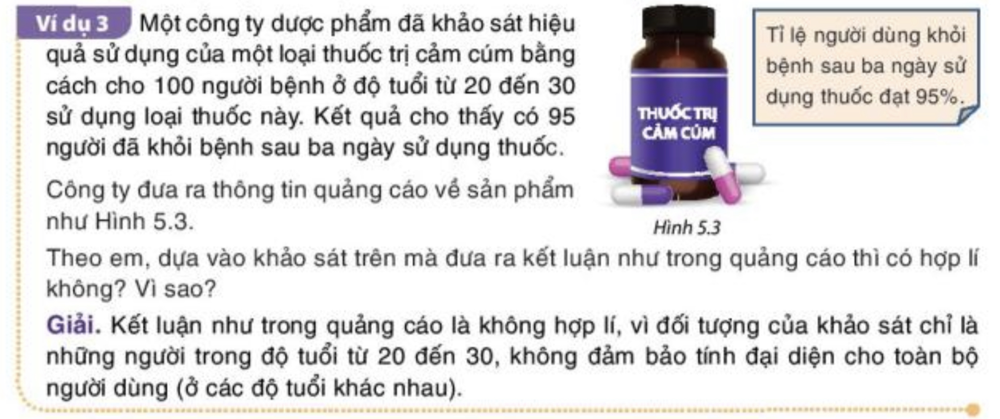 Ví dụ 3 Một công ty dược phẩm đã khảo sát hiệu
quả sử dụng của một loại thuốc trị cảm cúm bằng
cách cho 100 người bệnh ở độ tuổi từ 20 đến 30
sử dụng loại thuốc này. Kết quả cho thấy có 95
người đã khỏi bệnh sau ba ngày sử dụng thuốc.
Công ty đưa ra thông tin quảng cáo về sản phẩm
như Hình 5.3.
THUỐC TRỊ
CẢM CÚM
Tỉ lệ người dùng khỏi
bệnh sau ba ngày sử
dụng thuốc đạt 95%.
Hình 5.3
Theo em, dựa vào khảo sát trên mà đưa ra kết luận như trong quảng cáo thì có hợp lí
không? Vì sao?
Giải. Kết luận như trong quảng cáo là không hợp lí, vì đối tượng của khảo sát chỉ là
những người trong độ tuổi từ 20 đến 30, không đảm bảo tính đại diện cho toàn bộ
người dùng (ở các độ tuổi khác nhau).